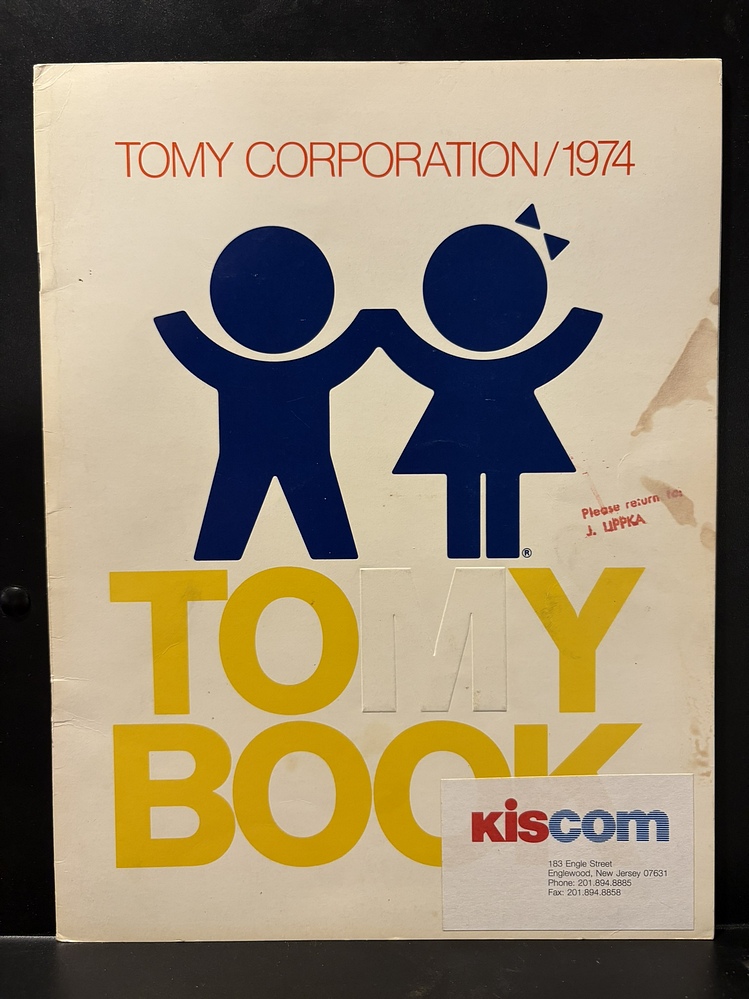 TOMY CORPORATION/1974
®
Please return to:
J. LIPPKA
TOMY
BOOK
kiscom
183 Engle Street
Englewood, New Jersey 07631
Phone: 201.894.8885
Fax: 201.894.8858